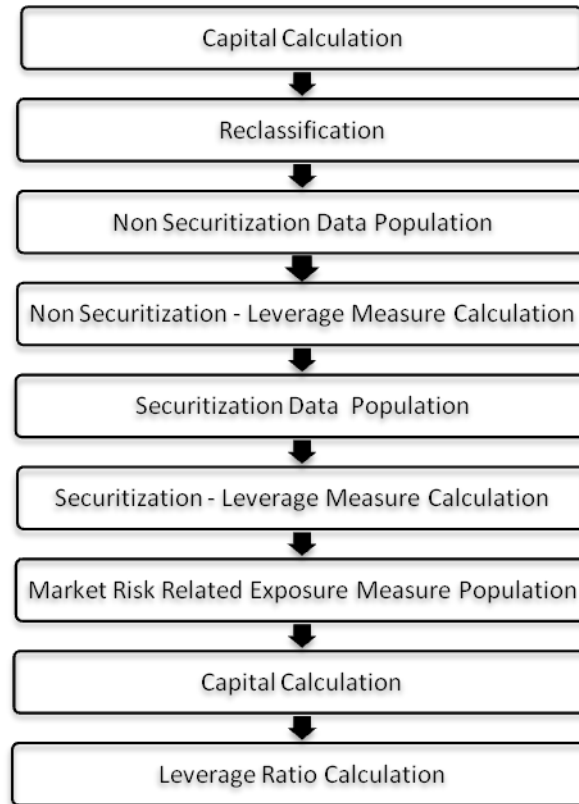 Capital Calculation
Reclassification
Non Securitization Data Population
Non Securitization - Leverage Measure Calculation
Securitization Data Population
Securitization - Leverage Measure Calculation
Market Risk Related Exposure Measure Population
Capital Calculation
Leverage Ratio Calculation